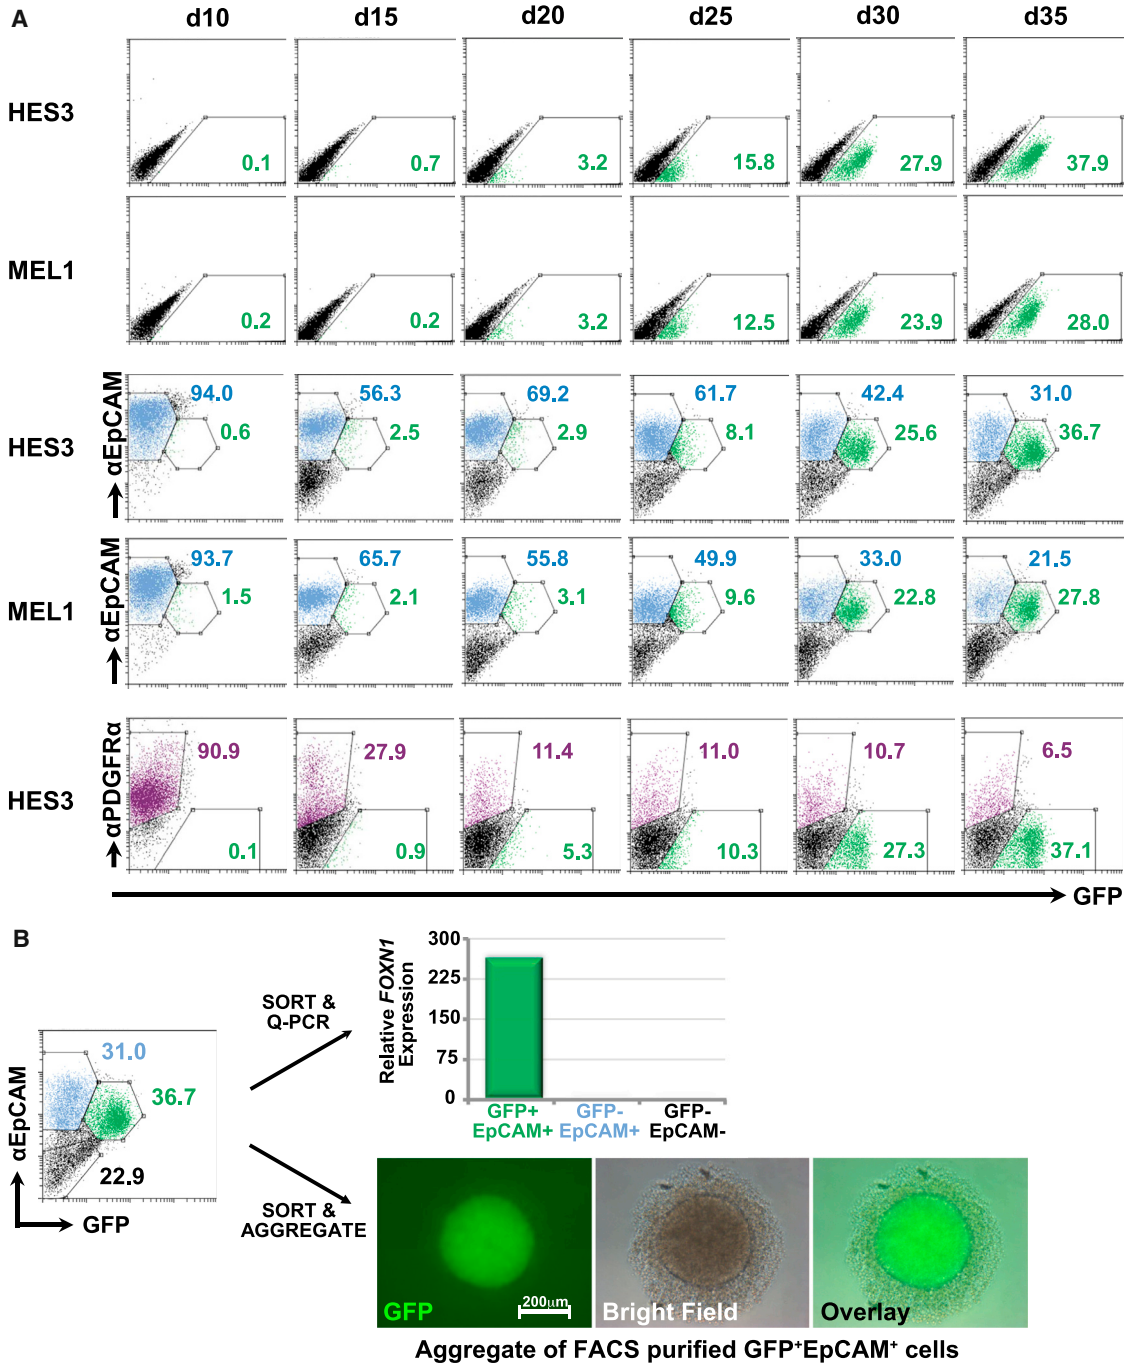 A
d10 d15 d20 d25 d30 d35
HES3
0.1 0.7 3.2 15.8 27.9 37.9
MEL1
0.2 0.2 3.2 12.5 23.9 28.0
HES3
αEpCAM
94.0 56.3 69.2 61.7 42.4 31.0
0.6 2.5 2.9 8.1 25.6 36.7
MEL1
αEpCAM
93.7 65.7 55.8 49.9 33.0 21.5
1.5 2.1 3.1 9.6 22.8 27.8
HES3
αPDGFRα
90.9 27.9 11.4 11.0 10.7 6.5
0.1 0.9 5.3 10.3 27.3 37.1
GFP
B
αEpCAM
31.0
36.7
22.9
GFP
SORT &
Q-PCR
Relative FOXN1
Expression
300
225
150
75
0
GFP+ GFP- GFP-
EpCAM+ EpCAM+ EpCAM-
SORT &
AGGREGATE
GFP
200μm
Bright Field
Overlay
Aggregate of FACS purified GFP⁺EpCAM⁺ cells